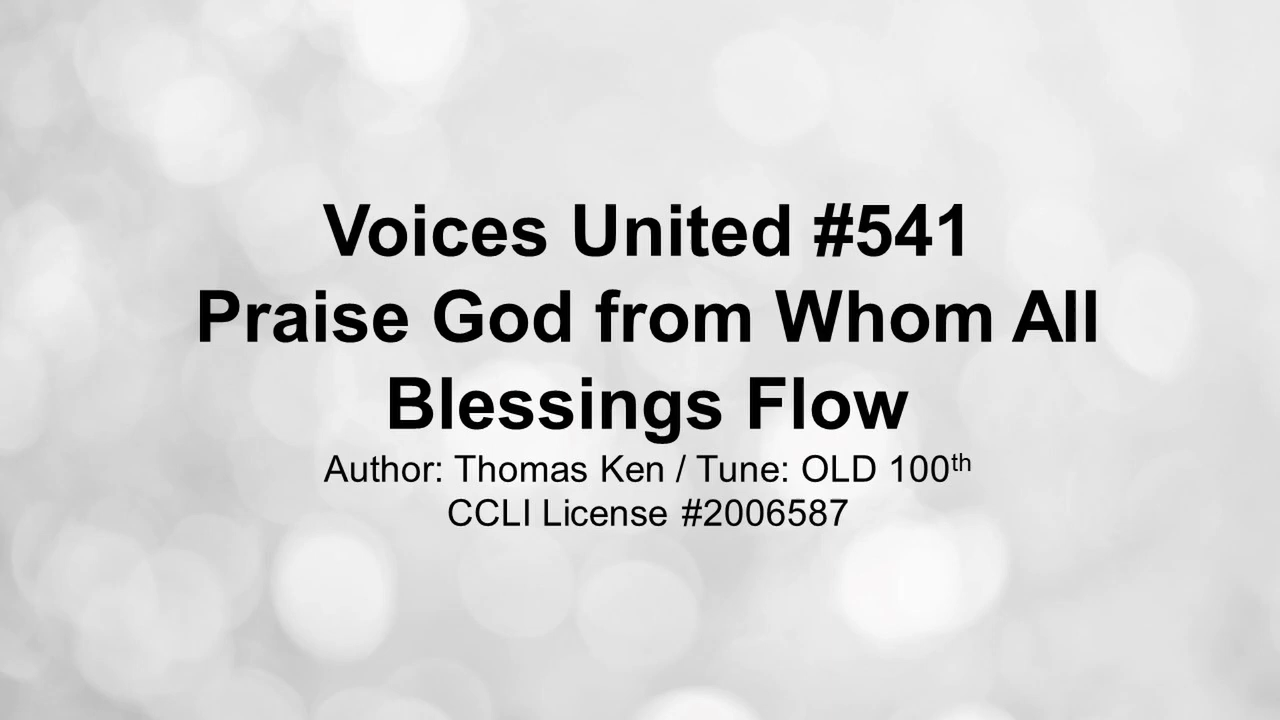 Voices United #541
Praise God from Whom All
Blessings Flow
Author: Thomas Ken / Tune: OLD 100th
CCLI License #2006587